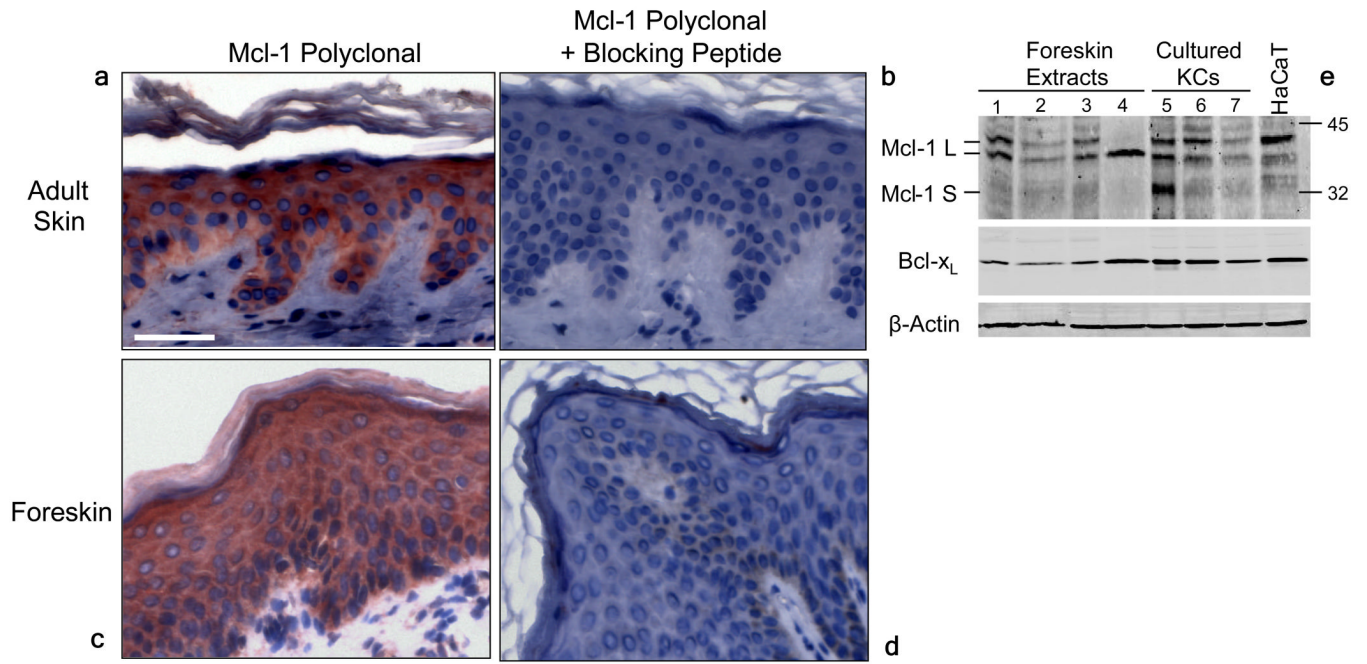 Mcl-1 Polyclonal
Mcl-1 Polyclonal
+ Blocking Peptide
a
b
Adult
Skin
Foreskin
c
d
Foreskin
Extracts
Cultured
KCs
HaCaT
e
1 2 3 4 5 6 7
45
Mcl-1 L
Mcl-1 S
32
Bcl-xL
β-Actin